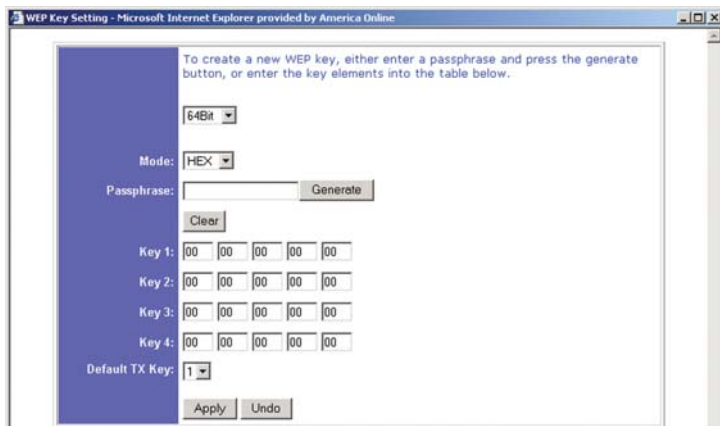 WEP Key Setting - Microsoft Internet Explorer provided by America Online
To create a new WEP key, either enter a passphrase and press the generate
button, or enter the key elements into the table below.
64Bit
Mode: HEX
Passphrase: Generate
Clear
Key 1: 00 00 00 00 00
Key 2: 00 00 00 00 00
Key 3: 00 00 00 00 00
Key 4: 00 00 00 00 00
Default TX Key: 1
Apply Undo